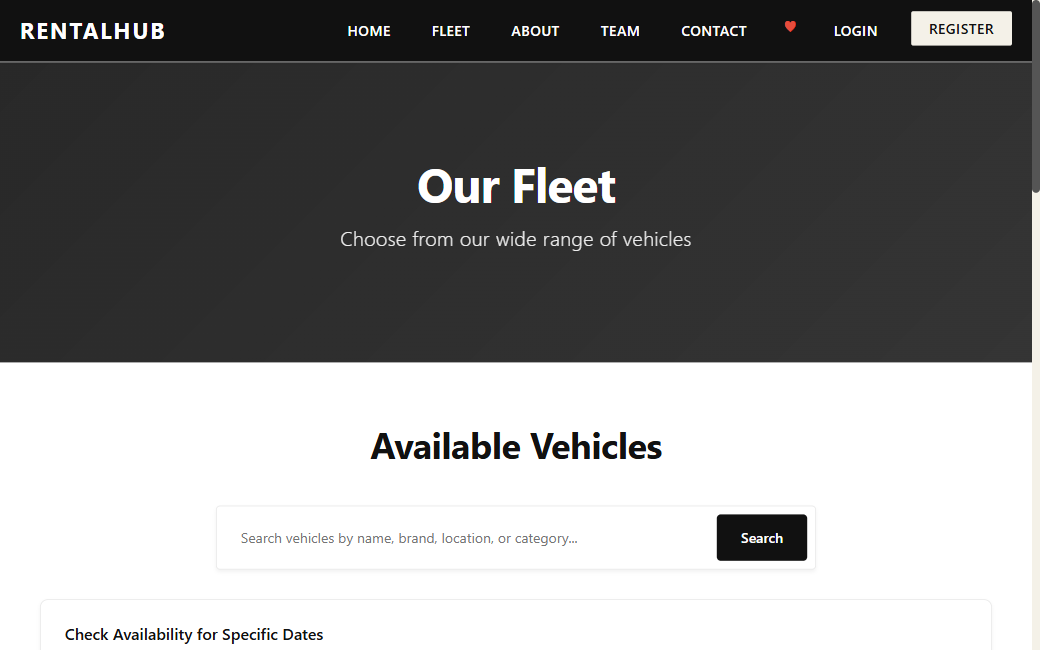 RENTALHUB
HOME FLEET ABOUT TEAM CONTACT LOGIN REGISTER
Our Fleet
Choose from our wide range of vehicles
Available Vehicles
Search vehicles by name, brand, location, or category... Search
Check Availability for Specific Dates